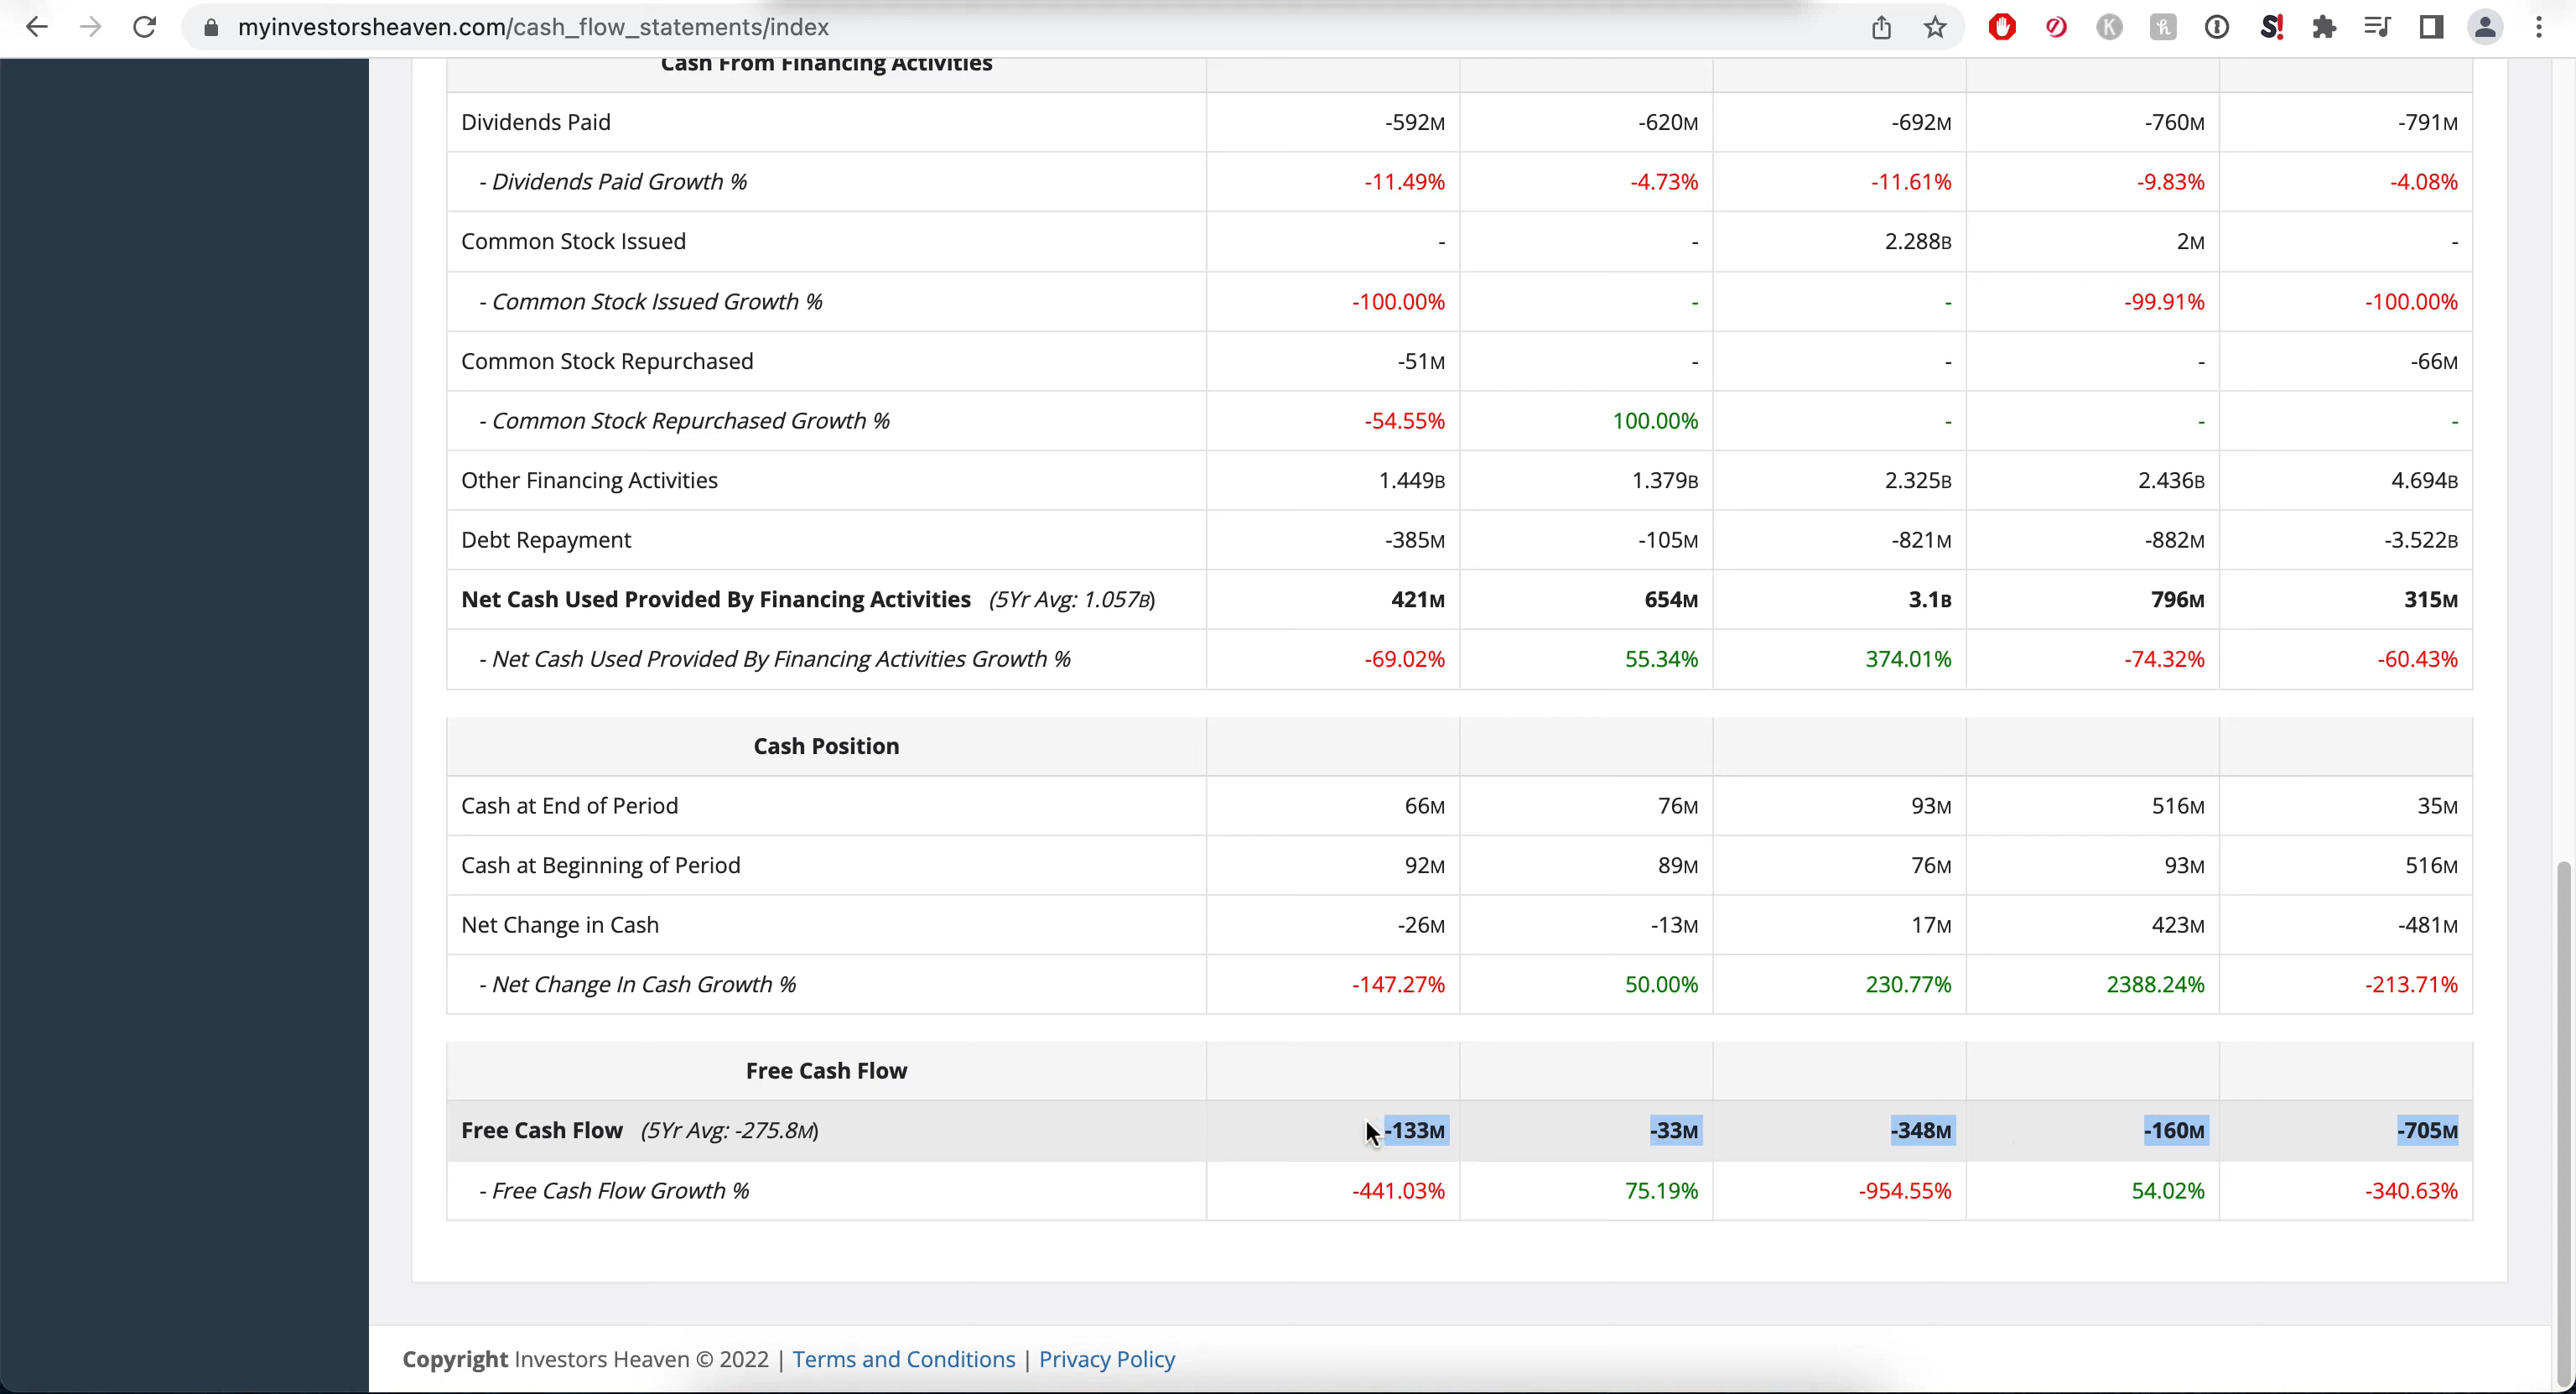 myinvestorsheaven.com/cash_flow_statements/index
Cash From Financing Activities
Dividends Paid -592M -620M -692M -760M -791M
- Dividends Paid Growth % -11.49% -4.73% -11.61% -9.83% -4.08%
Common Stock Issued - - 2.288B 2M -
- Common Stock Issued Growth % -100.00% - - -99.91% -100.00%
Common Stock Repurchased -51M - - - -66M
- Common Stock Repurchased Growth % -54.55% 100.00% - - -
Other Financing Activities 1.449B 1.379B 2.325B 2.436B 4.694B
Debt Repayment -385M -105M -821M -882M -3.522B
Net Cash Used Provided By Financing Activities (5Yr Avg: 1.057B) 421M 654M 3.1B 796M 315M
- Net Cash Used Provided By Financing Activities Growth % -69.02% 55.34% 374.01% -74.32% -60.43%
Cash Position
Cash at End of Period 66M 76M 93M 516M 35M
Cash at Beginning of Period 92M 89M 76M 93M 516M
Net Change in Cash -26M -13M 17M 423M -481M
- Net Change In Cash Growth % -147.27% 50.00% 230.77% 2388.24% -213.71%
Free Cash Flow
Free Cash Flow (5Yr Avg: -275.8M) -133M -33M -348M -160M -705M
- Free Cash Flow Growth % -441.03% 75.19% -954.55% 54.02% -340.63%
Copyright Investors Heaven © 2022 | Terms and Conditions | Privacy Policy